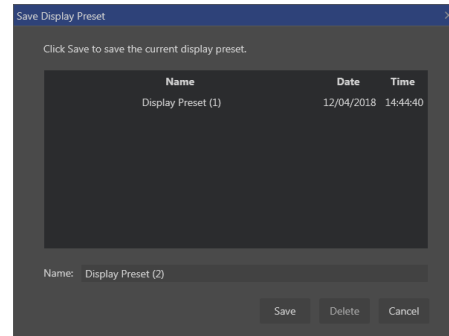 Save Display Preset
Click Save to save the current display preset.
Name Date Time
Display Preset (1) 12/04/2018 14:44:40
Name: Display Preset (2)
Save Delete Cancel